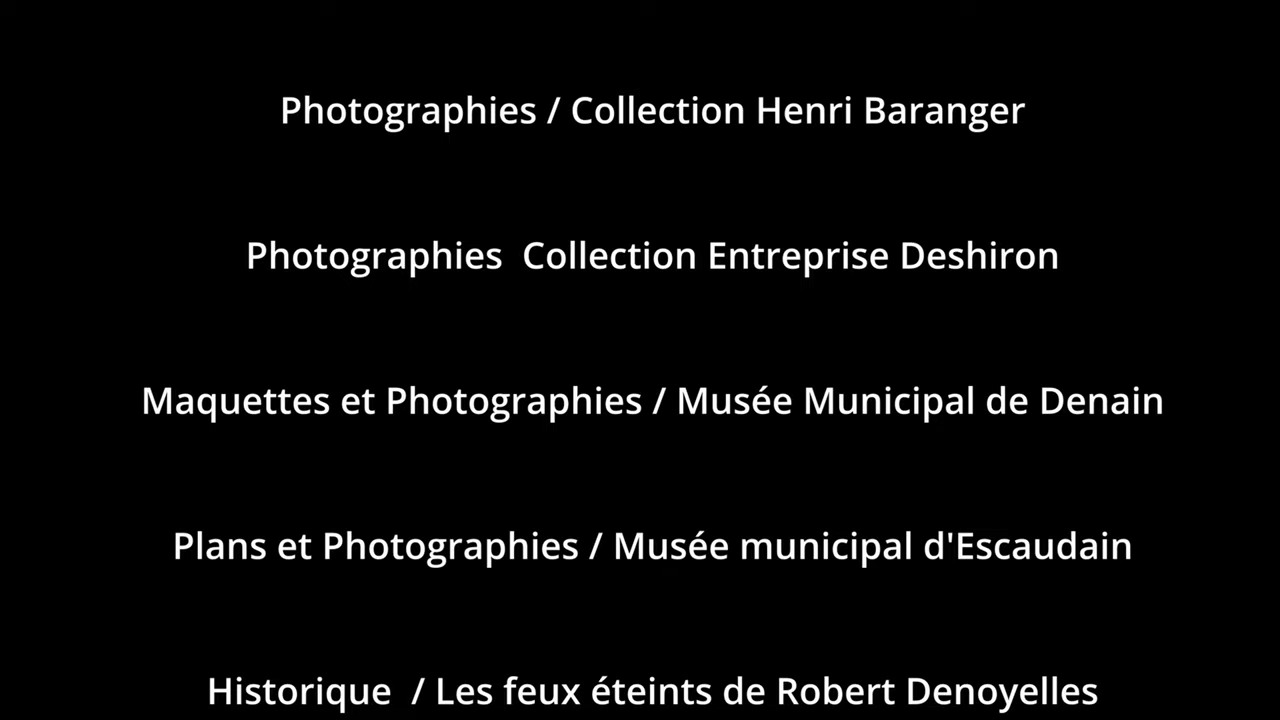 Photographies / Collection Henri Baranger
Photographies  Collection Entreprise Deshiron
Maquettes et Photographies / Musée Municipal de Denain
Plans et Photographies / Musée municipal d'Escaudain
Historique  / Les feux éteints de Robert Denoyelles